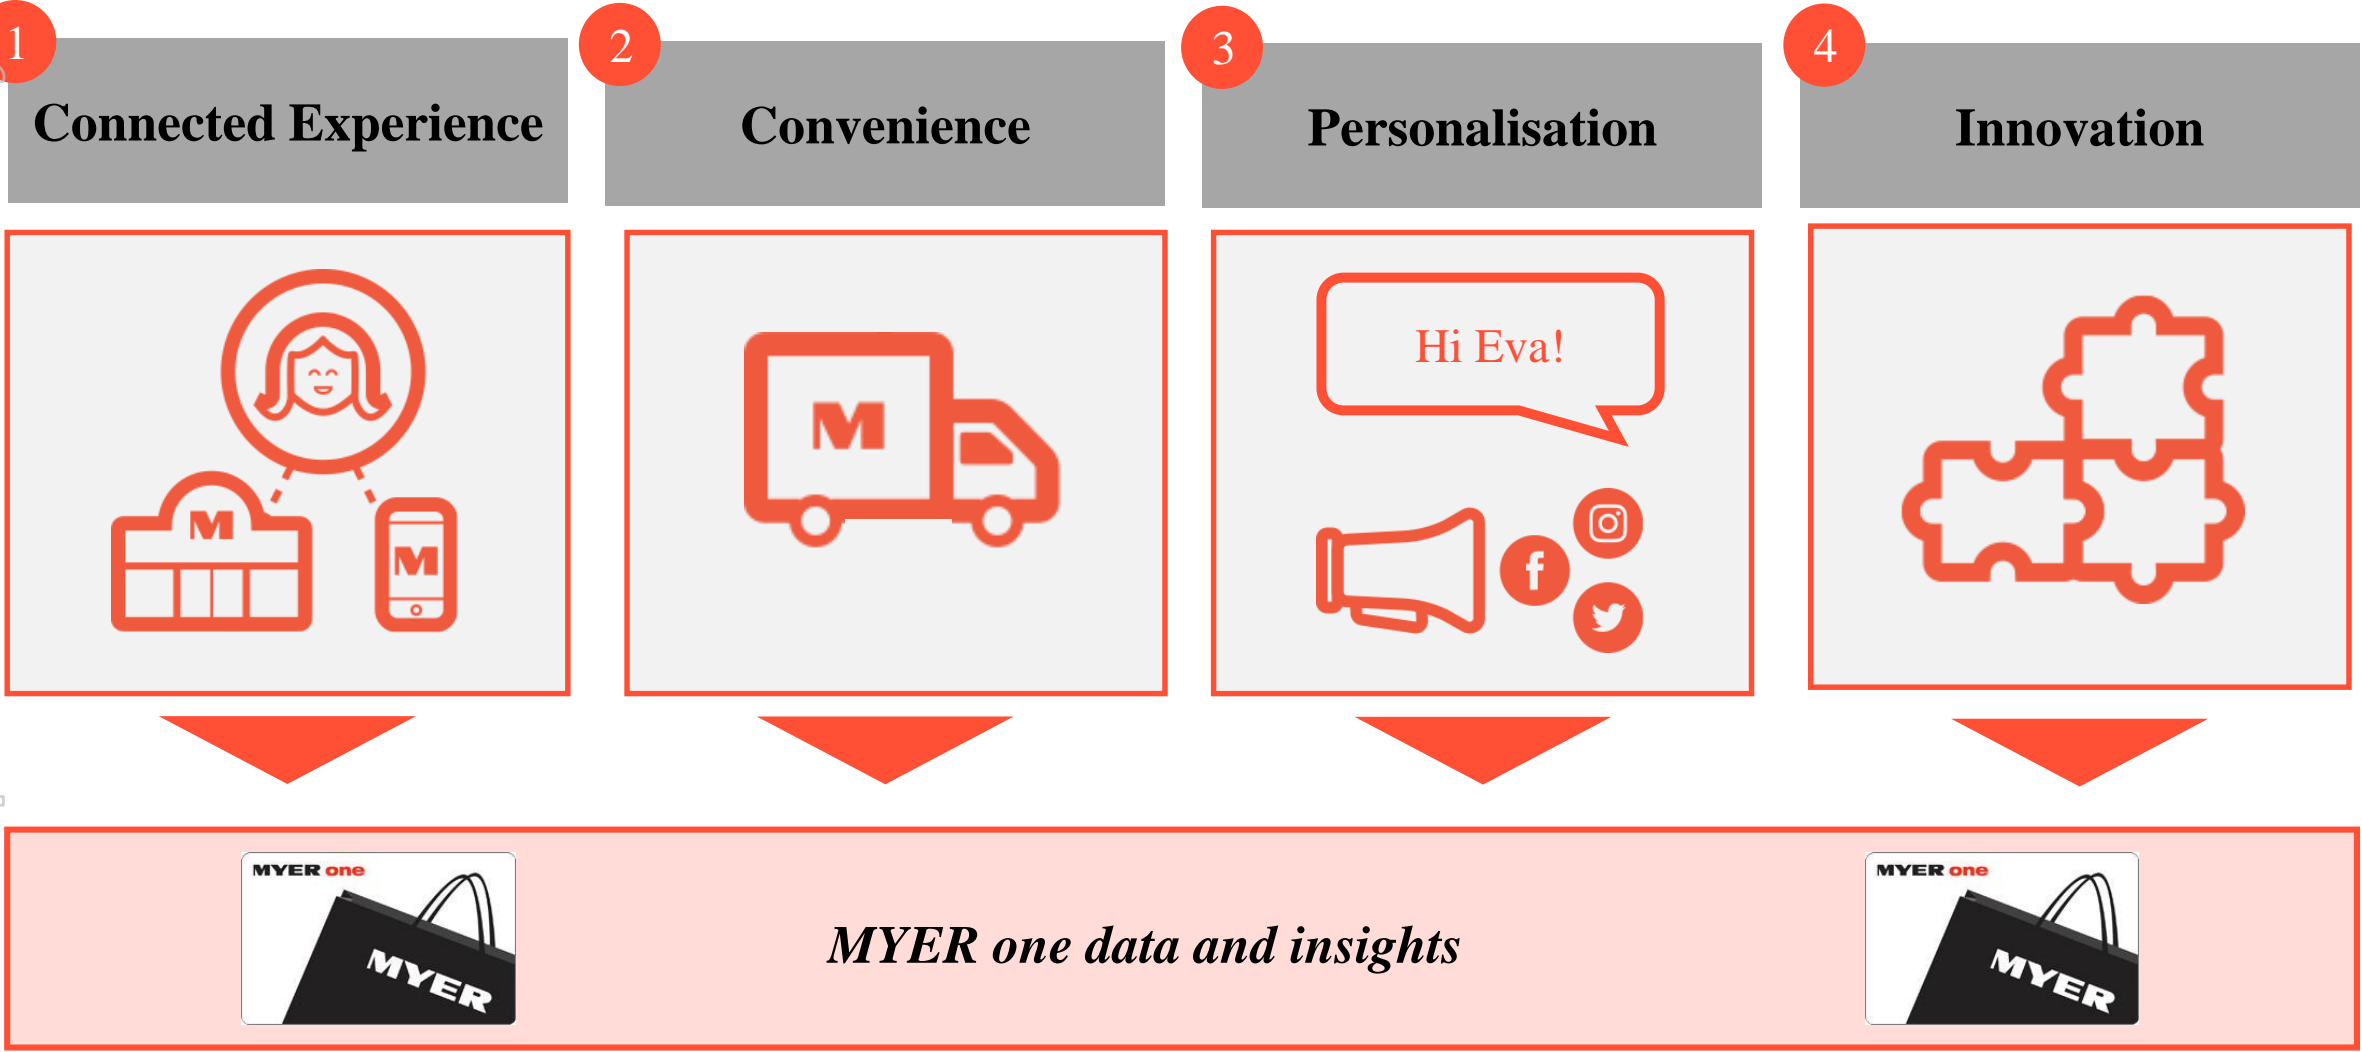 1
Connected Experience
2
Convenience
3
Personalisation
4
Innovation
M
M
M
Hi Eva!
f
MYER one
MYER
MYER one data and insights
MYER one
MYER